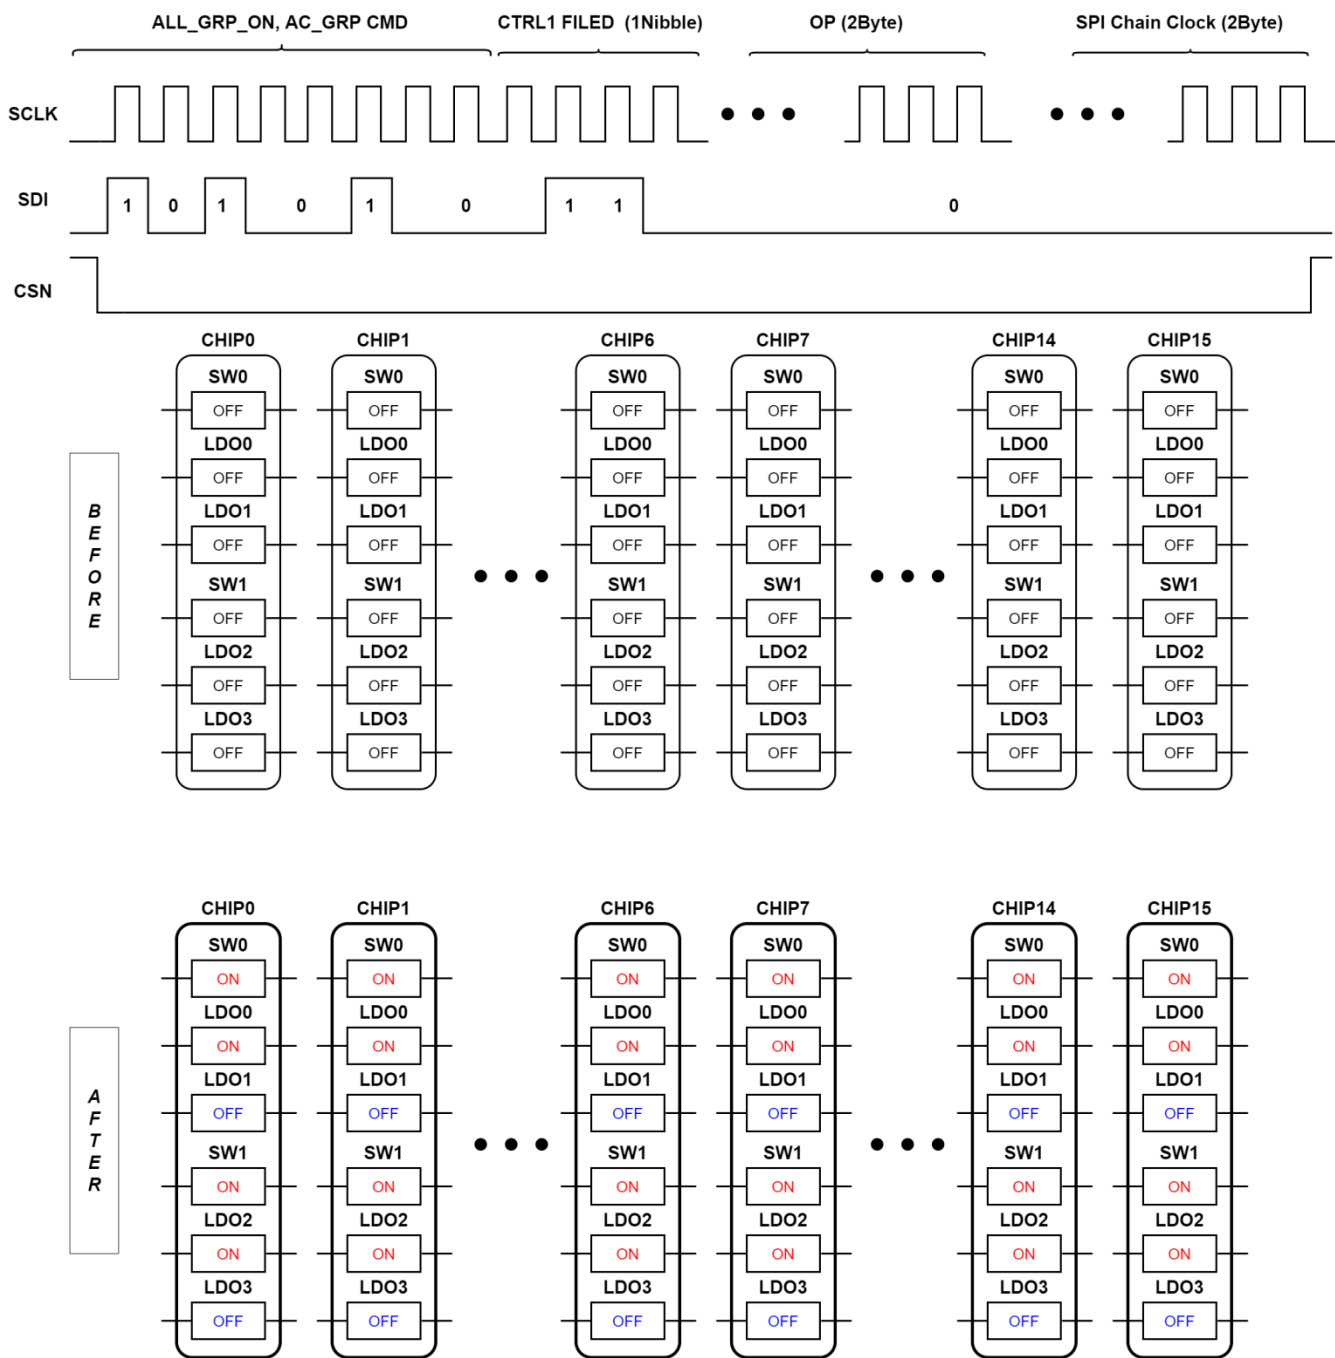 ALL_GRP_ON, AC_GRP CMD CTRL1 FILED (1Nibble) OP (2Byte) SPI Chain Clock (2Byte)
SCLK
SDI 1 0 1 0 1 0 1 1 0
CSN
CHIP0 CHIP1 CHIP6 CHIP7 CHIP14 CHIP15
SW0 SW0 SW0 SW0 SW0 SW0
OFF OFF OFF OFF OFF OFF
LDO0 LDO0 LDO0 LDO0 LDO0 LDO0
OFF OFF OFF OFF OFF OFF
LDO1 LDO1 LDO1 LDO1 LDO1 LDO1
OFF OFF OFF OFF OFF OFF
SW1 SW1 SW1 SW1 SW1 SW1
OFF OFF OFF OFF OFF OFF
LDO2 LDO2 LDO2 LDO2 LDO2 LDO2
OFF OFF OFF OFF OFF OFF
LDO3 LDO3 LDO3 LDO3 LDO3 LDO3
OFF OFF OFF OFF OFF OFF
BEFORE
CHIP0 CHIP1 CHIP6 CHIP7 CHIP14 CHIP15
SW0 SW0 SW0 SW0 SW0 SW0
ON ON ON ON ON ON
LDO0 LDO0 LDO0 LDO0 LDO0 LDO0
ON ON ON ON ON ON
LDO1 LDO1 LDO1 LDO1 LDO1 LDO1
OFF OFF OFF OFF OFF OFF
SW1 SW1 SW1 SW1 SW1 SW1
ON ON ON ON ON ON
LDO2 LDO2 LDO2 LDO2 LDO2 LDO2
ON ON ON ON ON ON
LDO3 LDO3 LDO3 LDO3 LDO3 LDO3
OFF OFF OFF OFF OFF OFF
AFTER